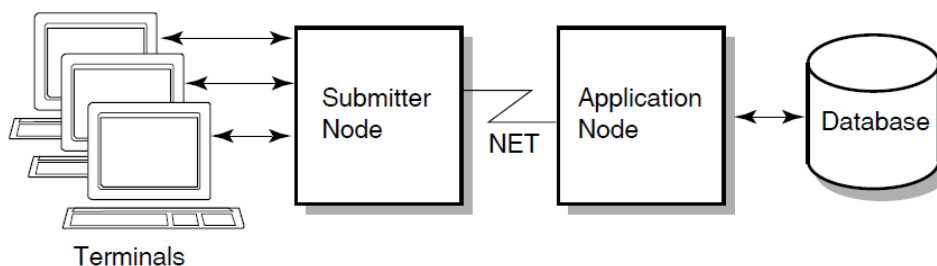 Submitter
Node
NET
Application
Node
Database
Terminals